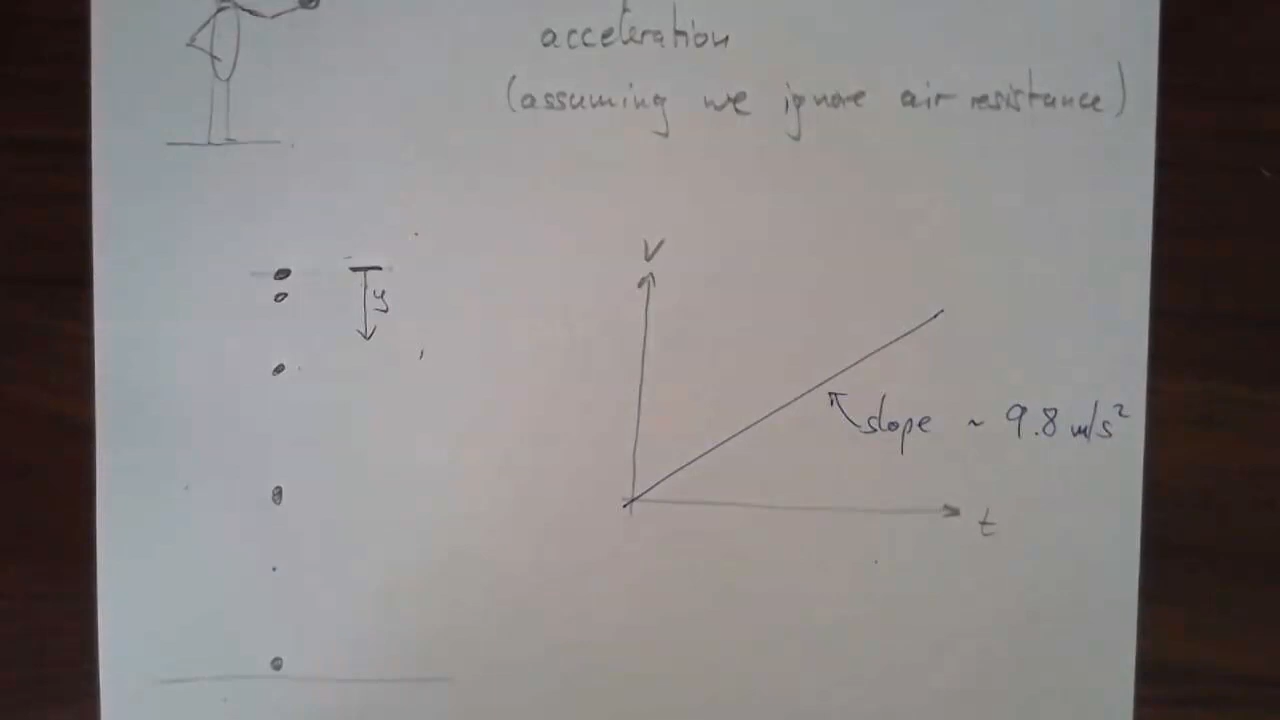 acceleration
(assuming we ignore air resistance)
V
y
slope ~ 9.8 m/s²
t